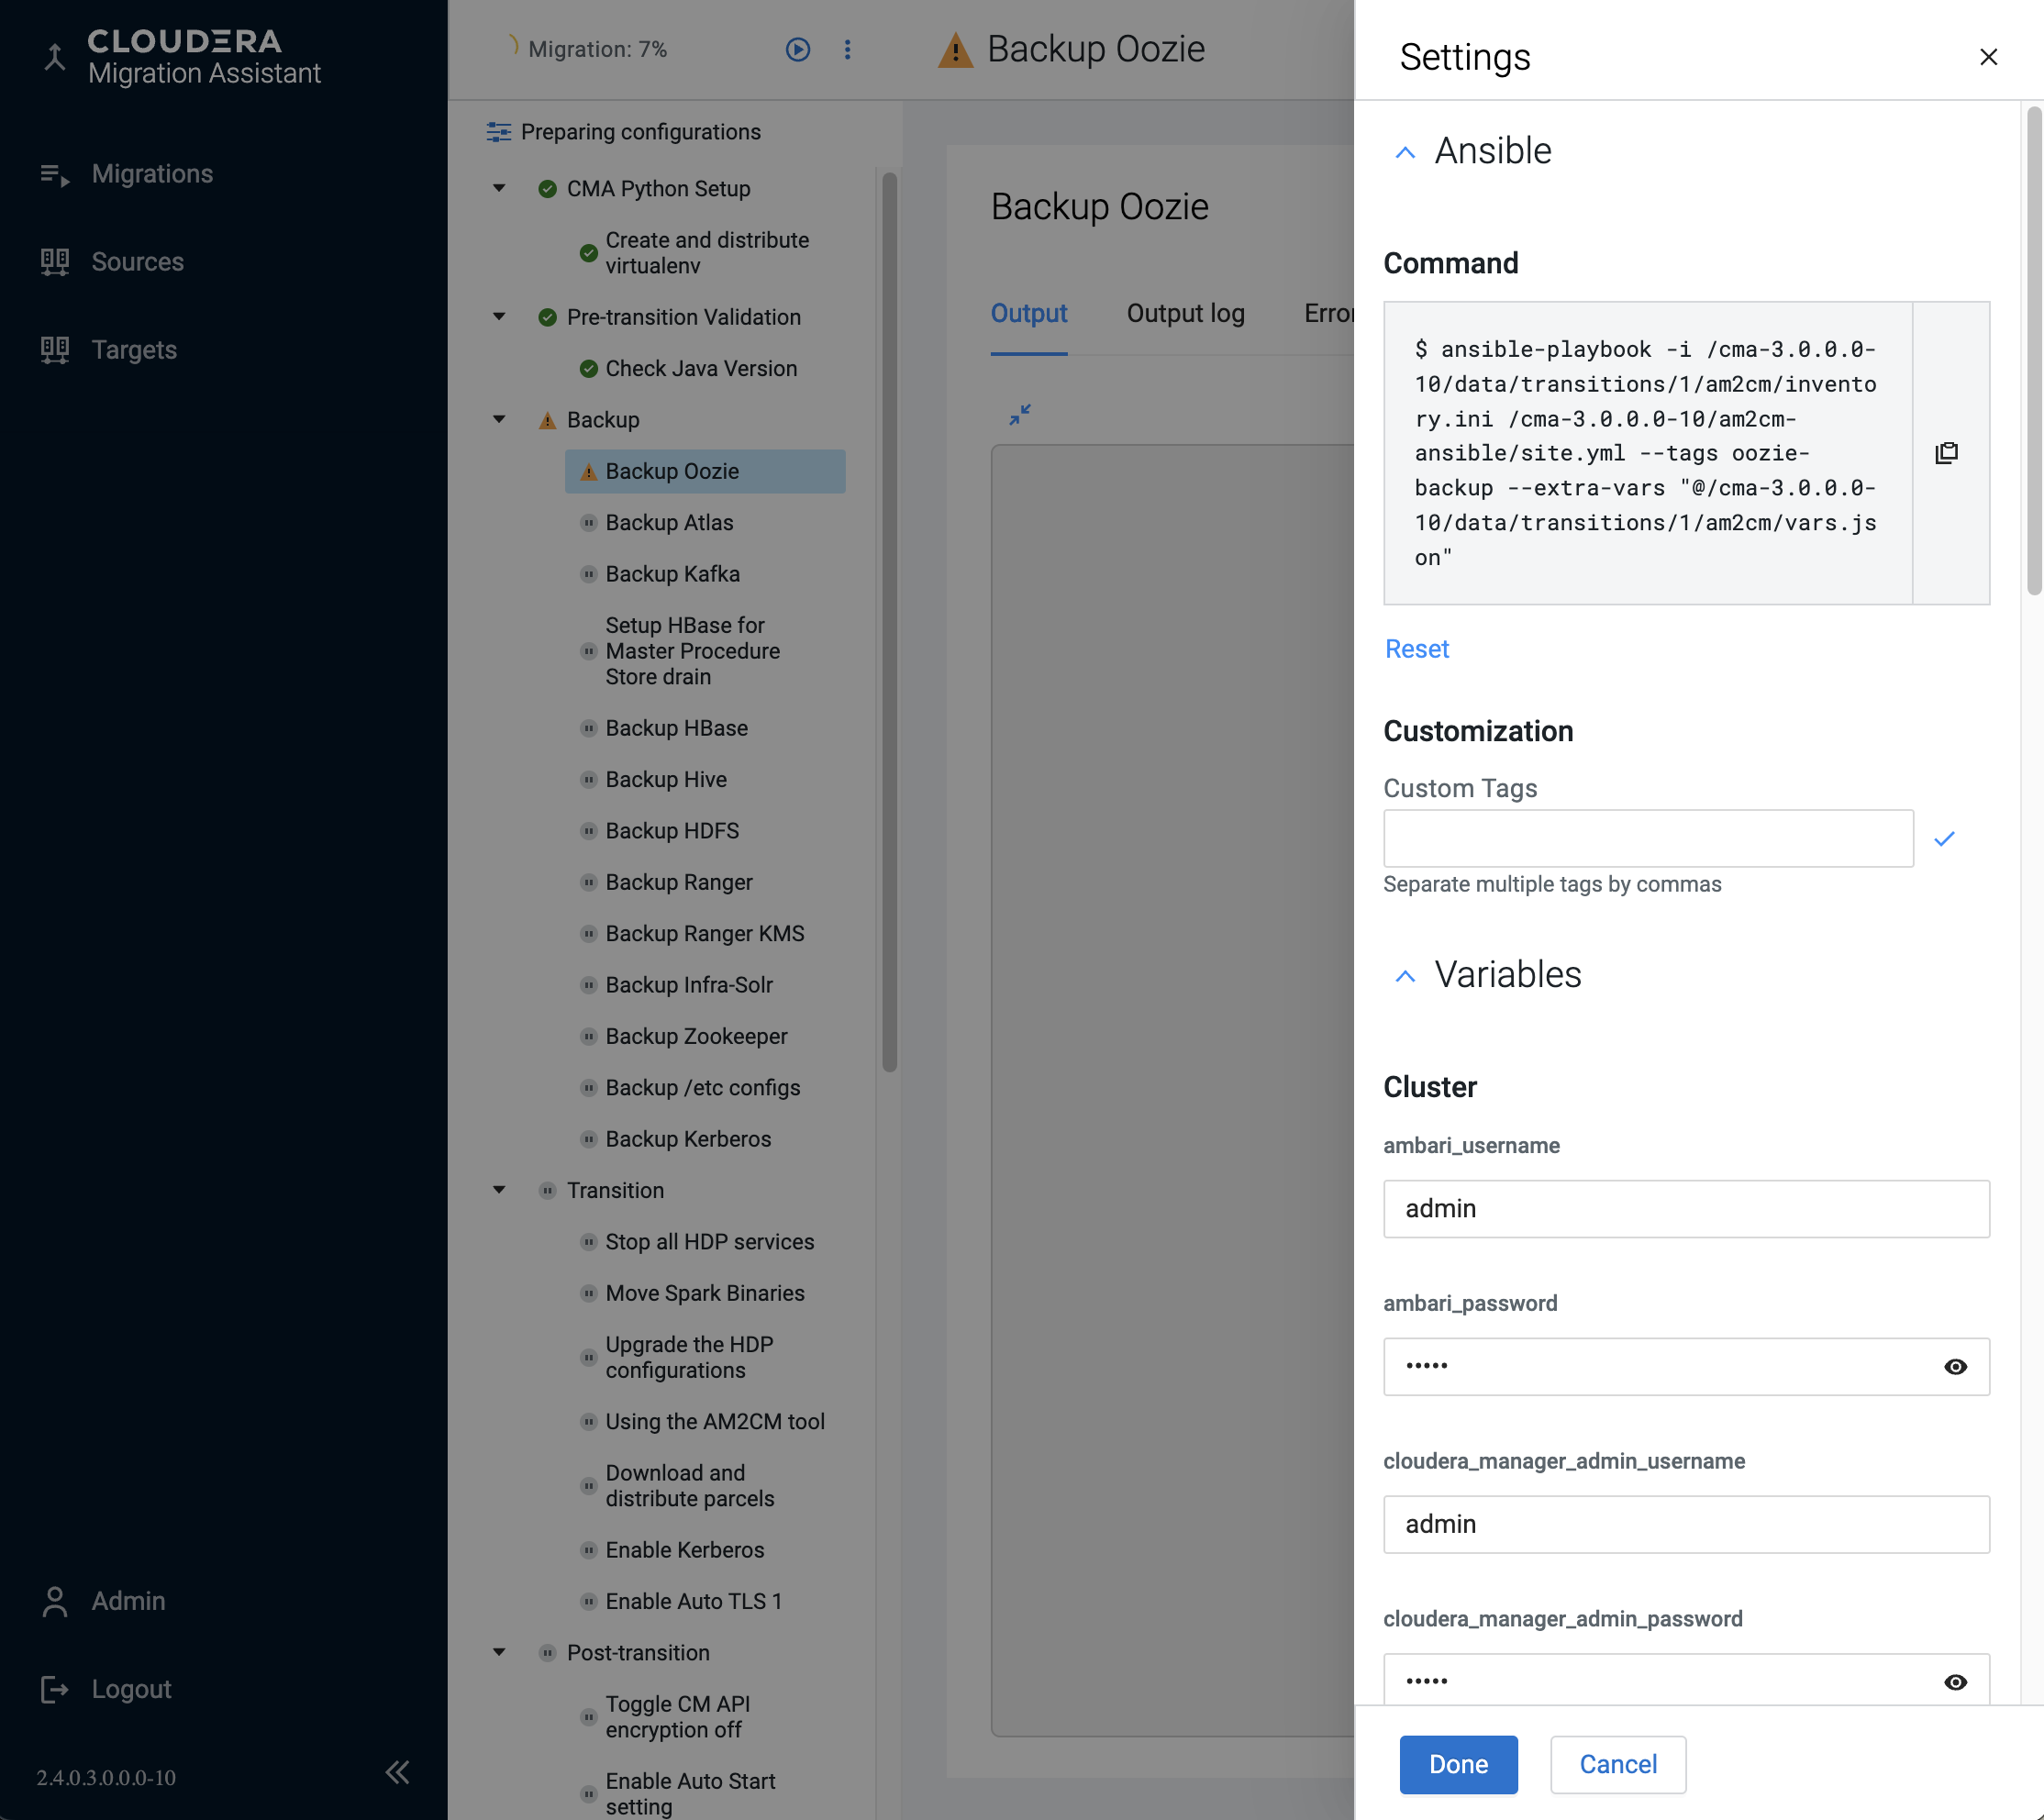 CLOUDERA
Migration Assistant
Migrations
Sources
Targets
Admin
Logout
2.4.0.3.0.0.0-10
Migration: 7%
Preparing configurations
CMA Python Setup
Create and distribute
virtualenv
Pre-transition Validation
Check Java Version
Backup
Backup Oozie
Backup Atlas
Backup Kafka
Setup HBase for
Master Procedure
Store drain
Backup HBase
Backup Hive
Backup HDFS
Backup Ranger
Backup Ranger KMS
Backup Infra-Solr
Backup Zookeeper
Backup /etc configs
Backup Kerberos
Transition
Stop all HDP services
Move Spark Binaries
Upgrade the HDP
configurations
Using the AM2CM tool
Download and
distribute parcels
Enable Kerberos
Enable Auto TLS 1
Post-transition
Toggle CM API
encryption off
Enable Auto Start
setting
Backup Oozie
Backup Oozie
Output Output log Error
Settings
Ansible
Command
$ ansible-playbook -i /cma-3.0.0.0-
10/data/transitions/1/am2cm/invento
ry.ini /cma-3.0.0.0-10/am2cm-
ansible/site.yml --tags oozie-
backup --extra-vars "@/cma-3.0.0.0-
10/data/transitions/1/am2cm/vars.js
on"
Reset
Customization
Custom Tags
Separate multiple tags by commas
Variables
Cluster
ambari_username
admin
ambari_password
•••••
cloudera_manager_admin_username
admin
cloudera_manager_admin_password
•••••
Done Cancel